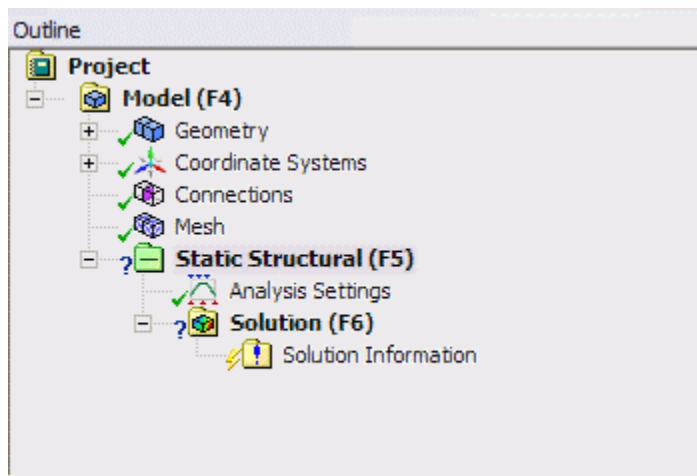 Outline
Project
Model (F4)
Geometry
Coordinate Systems
Connections
Mesh
Static Structural (F5)
Analysis Settings
Solution (F6)
Solution Information